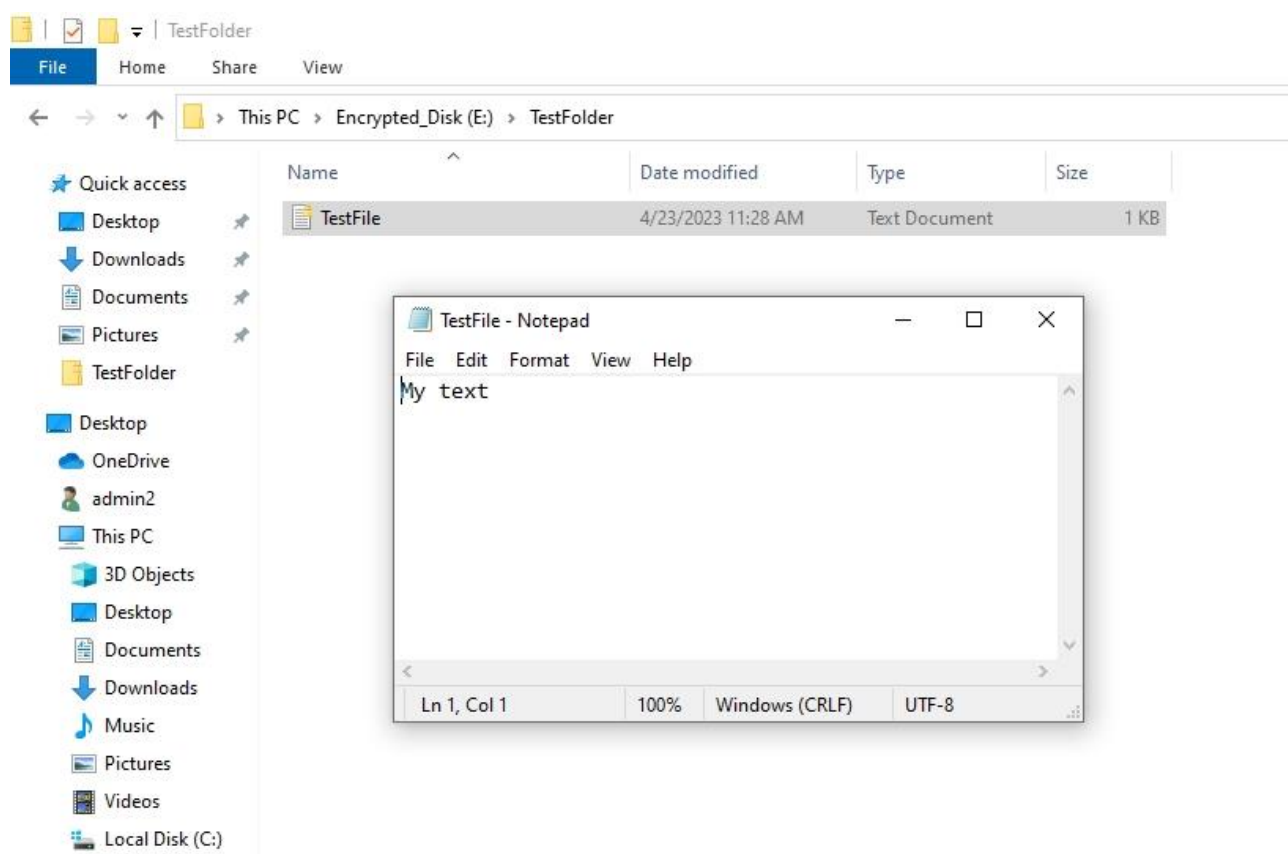 TestFolder
File Home Share View
This PC > Encrypted_Disk (E:) > TestFolder
Name Date modified Type Size
TestFile 4/23/2023 11:28 AM Text Document 1 KB
Quick access
Desktop
Downloads
Documents
Pictures
TestFolder
Desktop
OneDrive
admin2
This PC
3D Objects
Desktop
Documents
Downloads
Music
Pictures
Videos
Local Disk (C:)
TestFile - Notepad
File Edit Format View Help
My text
Ln 1, Col 1 100% Windows (CRLF) UTF-8